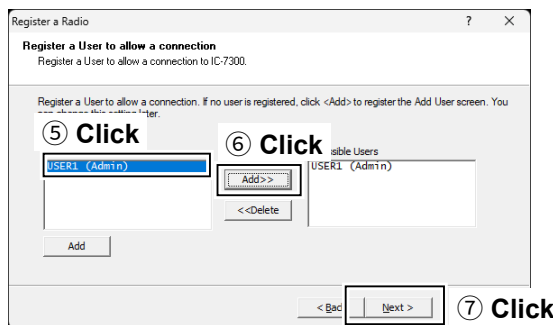 Register a Radio ? ×
Register a User to allow a connection
Register a User to allow a connection to IC-7300.
Register a User to allow a connection. If no user is registered, click <Add> to register the Add User screen. You
later.
⑤ Click
⑥ Click
Users
USER1 (Admin)
USER1 (Admin)
Add>>
<<Delete
Add
Next >
⑦ Click